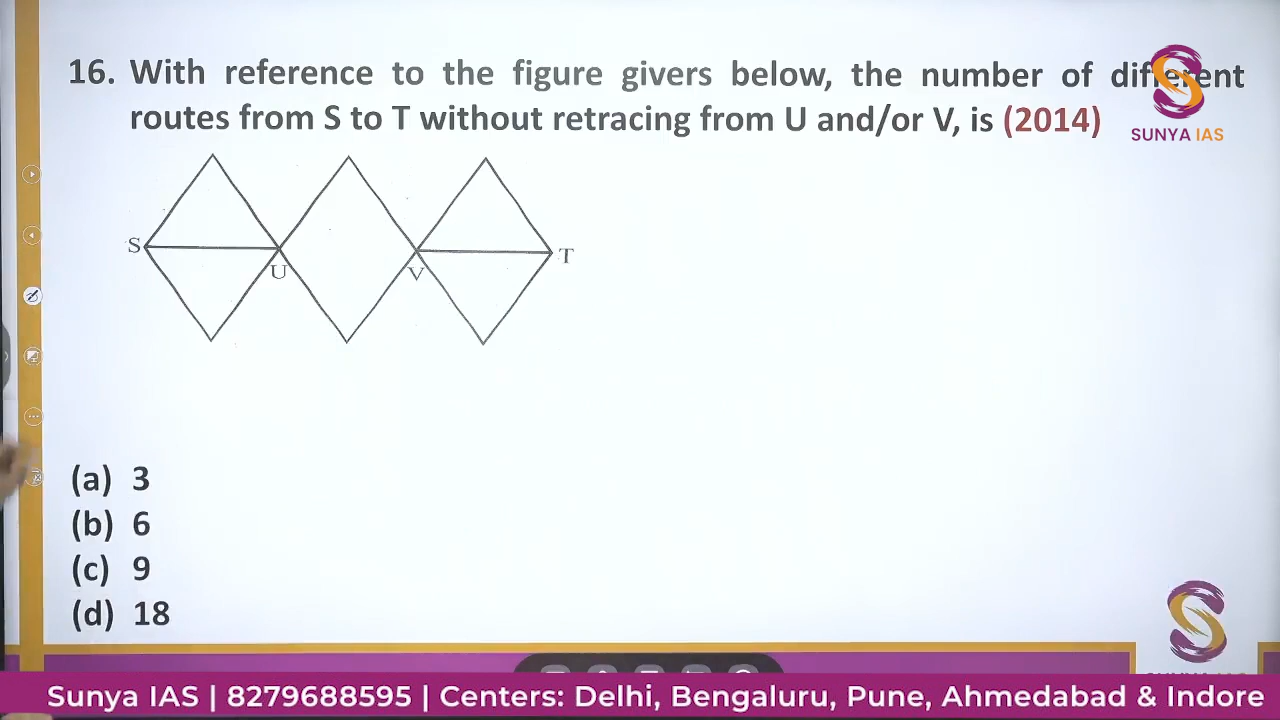 16. With reference to the figure givers below, the number of different
routes from S to T without retracing from U and/or V, is (2014)
SUNYA IAS
S
U
V
T
(a) 3
(b) 6
(c) 9
(d) 18
Sunya IAS | 8279688595 | Centers: Delhi, Bengaluru, Pune, Ahmedabad & Indore